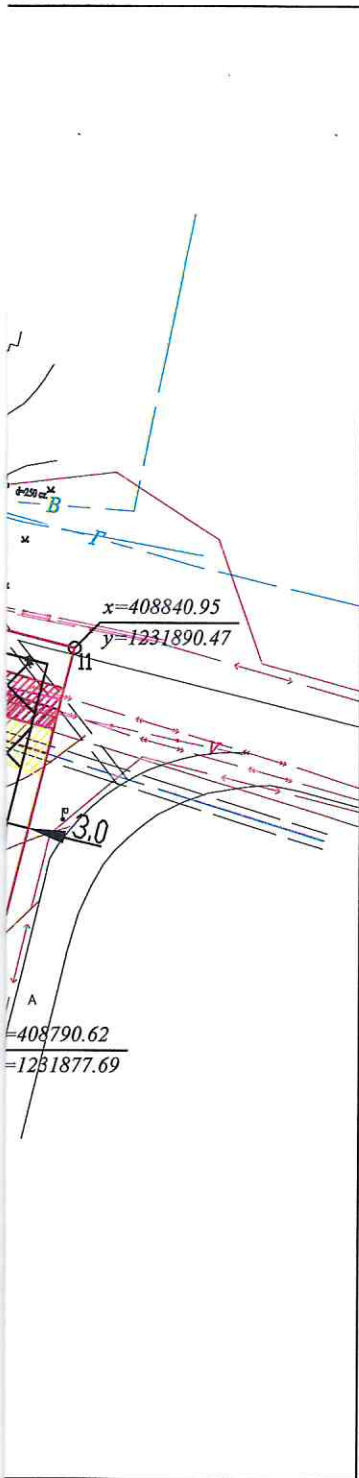 d=250
В
Г
x=408840.95
y=1231890.47
11
V
Г
3.0
А
=408790.62
=1231877.69